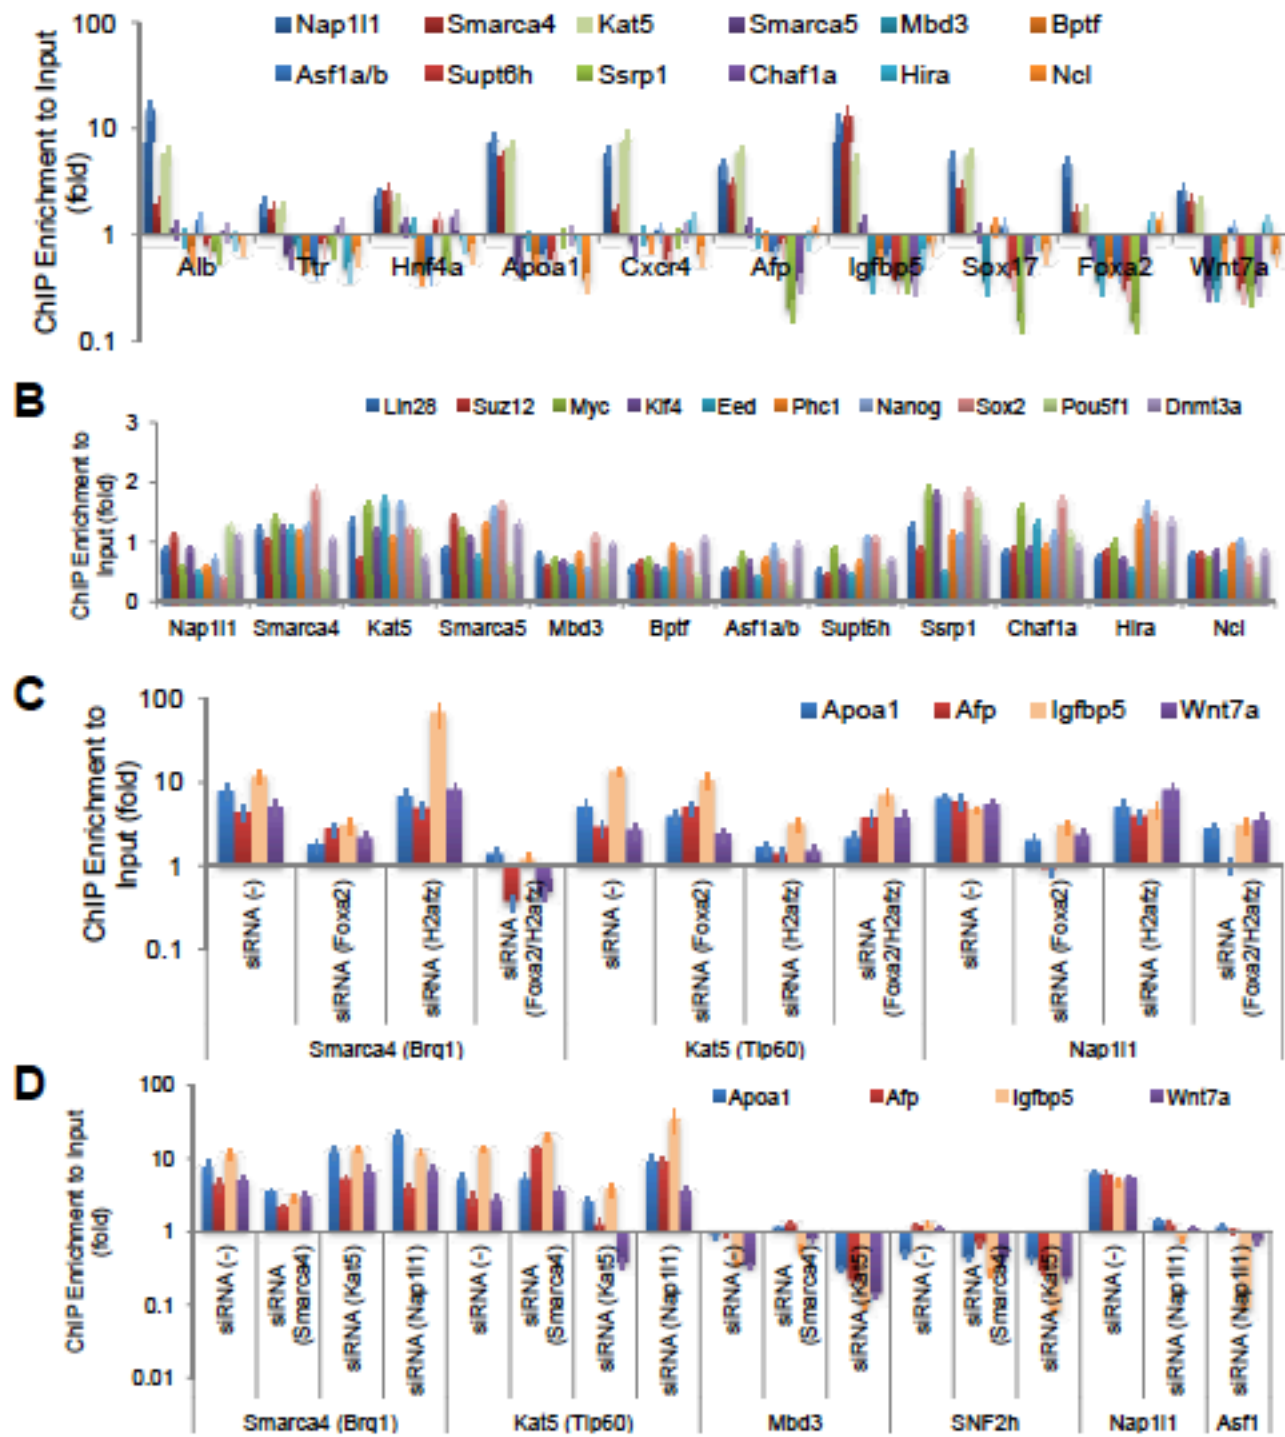 100
Nap1l1 Smarca4 Kat5 Smarca5 Mbd3 Bptf
Asf1a/b Supt6h Ssrp1 Chaf1a Hira Ncl
ChIP Enrichment to Input
(fold)
10
1
0.1
Alb Ttr Hnf4a Apoa1 Cxcr4 Afp Igfbp5 Sox17 Foxa2 Wnt7a
B
Lin28 Suz12 Myc Klf4 Eed Phc1 Nanog Sox2 Pou5f1 Dnmt3a
ChIP Enrichment to
Input (fold)
3
2
1
0
Nap1l1 Smarca4 Kat5 Smarca5 Mbd3 Bptf Asf1a/b Supt6h Ssrp1 Chaf1a Hira Ncl
C
Apoa1 Afp Igfbp5 Wnt7a
ChIP Enrichment to
Input (fold)
100
10
1
0.1
siRNA (-)
siRNA (Foxa2)
siRNA (H2afz)
siRNA
(Foxa2/H2afz)
siRNA (-)
siRNA (Foxa2)
siRNA (H2afz)
siRNA
(Foxa2/H2afz)
siRNA (-)
siRNA (Foxa2)
siRNA (H2afz)
siRNA
(Foxa2/H2afz)
Smarca4 (Brg1) Kat5 (Tip60) Nap1l1
D
Apoa1 Afp Igfbp5 Wnt7a
ChIP Enrichment to Input
(fold)
100
10
1
0.1
0.01
siRNA (-)
siRNA
(Smarca4)
siRNA (Kat5)
siRNA (Nap1l1)
siRNA (-)
siRNA
(Smarca4)
siRNA (Kat5)
siRNA (Nap1l1)
siRNA (-)
siRNA
(Smarca4)
siRNA (Kat5)
siRNA (-)
siRNA
(Smarca4)
siRNA (Kat5)
siRNA (-)
siRNA (Nap1l1)
siRNA (Nap1l1)
Smarca4 (Brg1) Kat5 (Tip60) Mbd3 SNF2h Nap1l1 Asf1